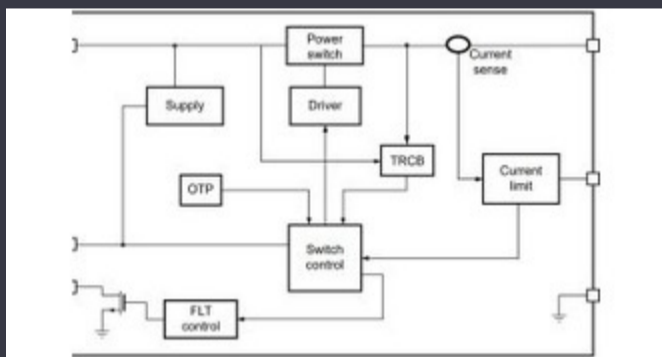 Power
switch
Current
sense
Supply
Driver
TRCB
Current
limit
OTP
Switch
control
FLT
control